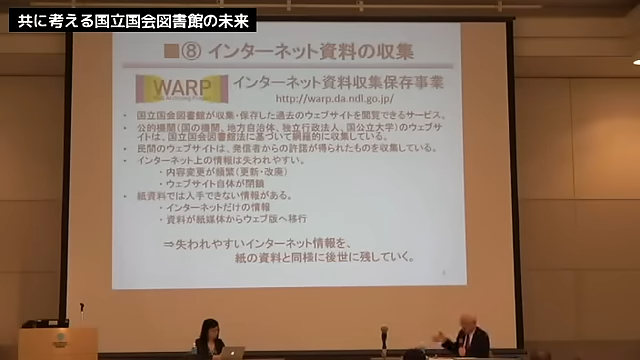 共に考える国立国会図書館の未来
■⑧ インターネット資料の収集
WARP インターネット資料収集保存事業
http://warp.da.ndl.go.jp/
・ 国立国会図書館が収集・保存した過去のウェブサイトを閲覧できるサービス。
・ 公的機関(国の機関、地方自治体、独立行政法人、国公立大学)のウェブサ
イトは、国立国会図書館法に基づいて網羅的に収集している。
・ 民間のウェブサイトは、発信者からの許諾が得られたものを収集している。
・ インターネット上の情報は失われやすい。
・内容変更が頻繁(更新・改廃)
・ウェブサイト自体が閉鎖
・ 紙資料では入手できない情報がある。
・インターネットだけの情報
・資料が紙媒体からウェブ版へ移行
⇒失われやすいインターネット情報を、
紙の資料と同様に後世に残していく。